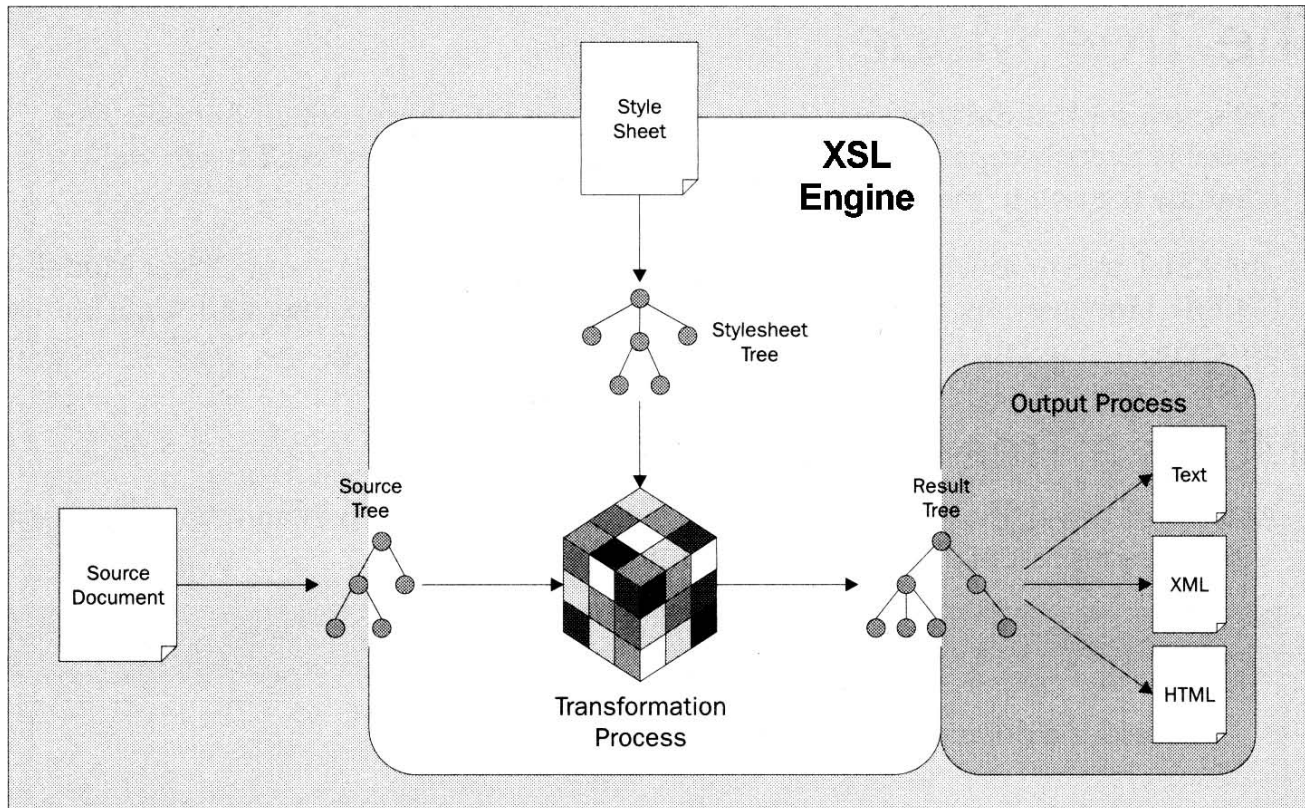 Style
Sheet
XSL
Engine
Stylesheet
Tree
Output Process
Source
Tree
Result
Tree
Text
Source
Document
XML
Transformation
Process
HTML